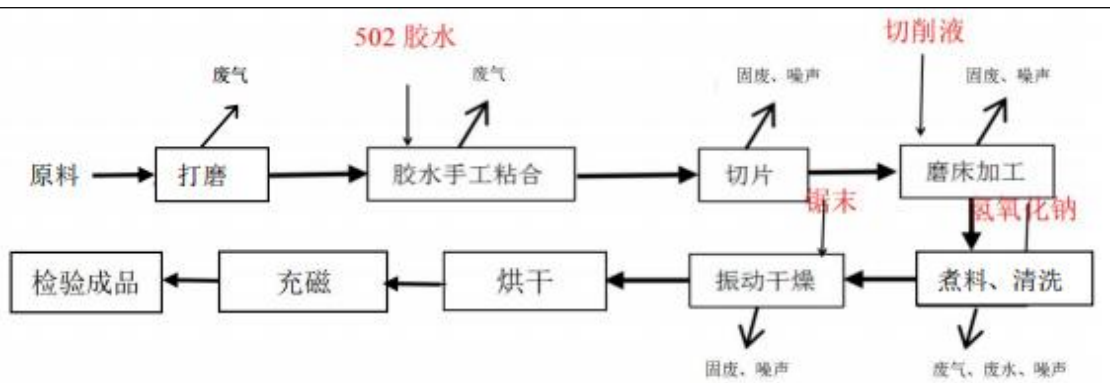 502 胶水
切削液
废气
废气
固废、噪声
固废、噪声
原料
打磨
胶水手工粘合
切片
磨床加工
锯末
氢氧化钠
检验成品
充磁
烘干
振动干燥
煮料、清洗
固废、噪声
废气、废水、噪声